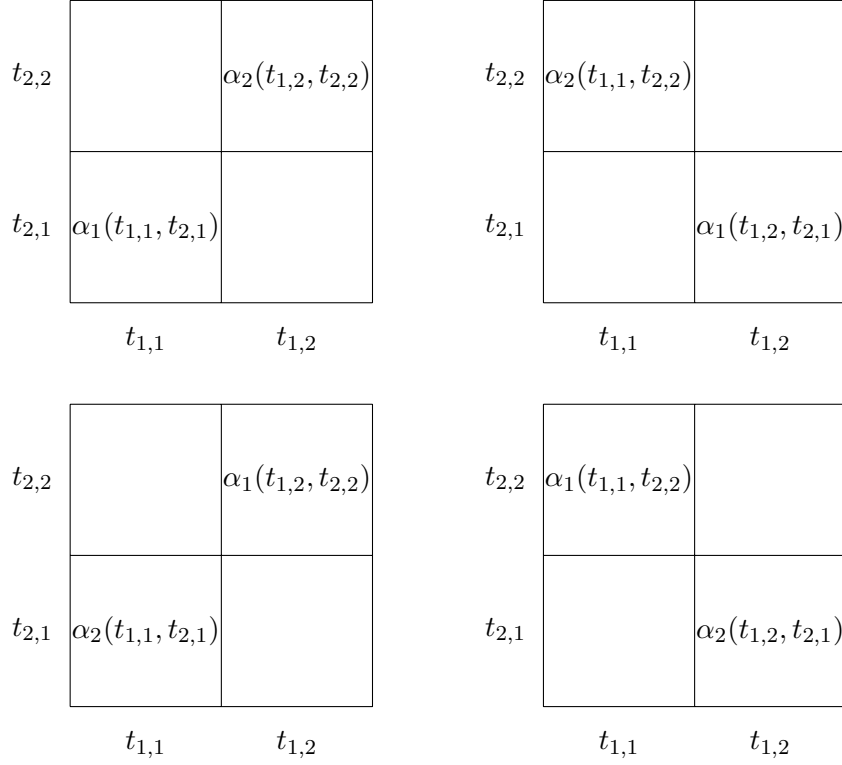 t_{2,2} α_2(t_{1,2}, t_{2,2})
t_{2,1} α_1(t_{1,1}, t_{2,1})
t_{1,1} t_{1,2}
t_{2,2} α_2(t_{1,1}, t_{2,2})
t_{2,1} α_1(t_{1,2}, t_{2,1})
t_{1,1} t_{1,2}
t_{2,2} α_1(t_{1,2}, t_{2,2})
t_{2,1} α_2(t_{1,1}, t_{2,1})
t_{1,1} t_{1,2}
t_{2,2} α_1(t_{1,1}, t_{2,2})
t_{2,1} α_2(t_{1,2}, t_{2,1})
t_{1,1} t_{1,2}